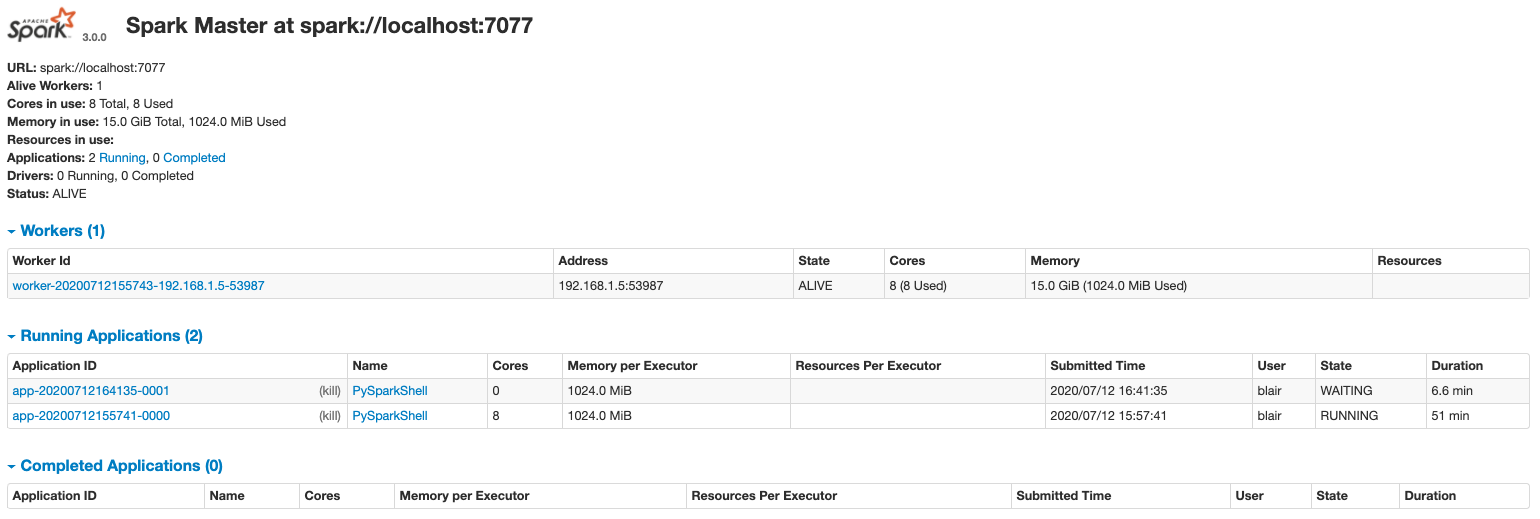 APACHE Spark 3.0.0 Spark Master at spark://localhost:7077
URL: spark://localhost:7077
Alive Workers: 1
Cores in use: 8 Total, 8 Used
Memory in use: 15.0 GiB Total, 1024.0 MiB Used
Resources in use:
Applications: 2 Running, 0 Completed
Drivers: 0 Running, 0 Completed
Status: ALIVE
Workers (1)
Worker Id Address State Cores Memory Resources
worker-20200712155743-192.168.1.5-53987 192.168.1.5:53987 ALIVE 8 (8 Used) 15.0 GiB (1024.0 MiB Used)
Running Applications (2)
Application ID Name Cores Memory per Executor Resources Per Executor Submitted Time User State Duration
app-20200712164135-0001 (kill) PySparkShell 0 1024.0 MiB 2020/07/12 16:41:35 blair WAITING 6.6 min
app-20200712155741-0000 (kill) PySparkShell 8 1024.0 MiB 2020/07/12 15:57:41 blair RUNNING 51 min
Completed Applications (0)
Application ID Name Cores Memory per Executor Resources Per Executor Submitted Time User State Duration